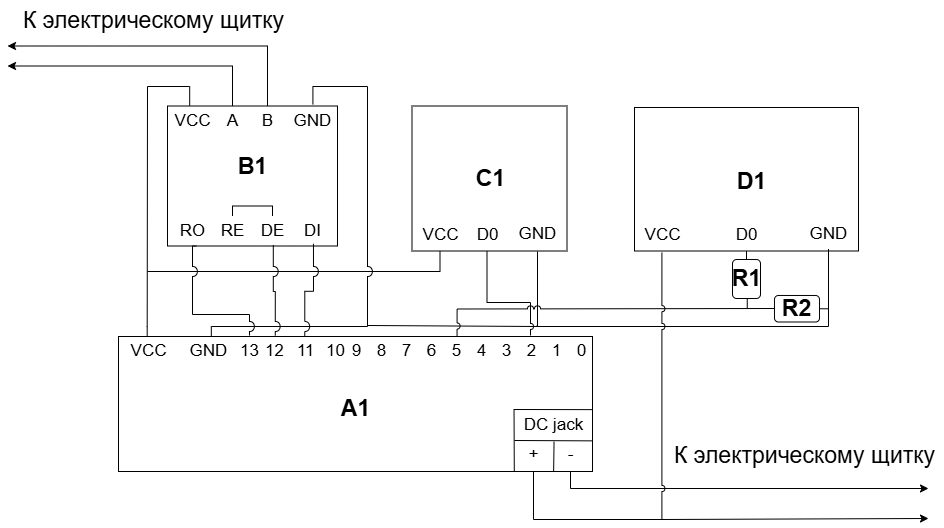 К электрическому щитку
VCC A B GND
B1
RO RE DE DI
C1
VCC D0 GND
D1
VCC D0 GND
R1
R2
VCC GND 13 12 11 10 9 8 7 6 5 4 3 2 1 0
A1
DC jack
+ -
К электрическому щитку